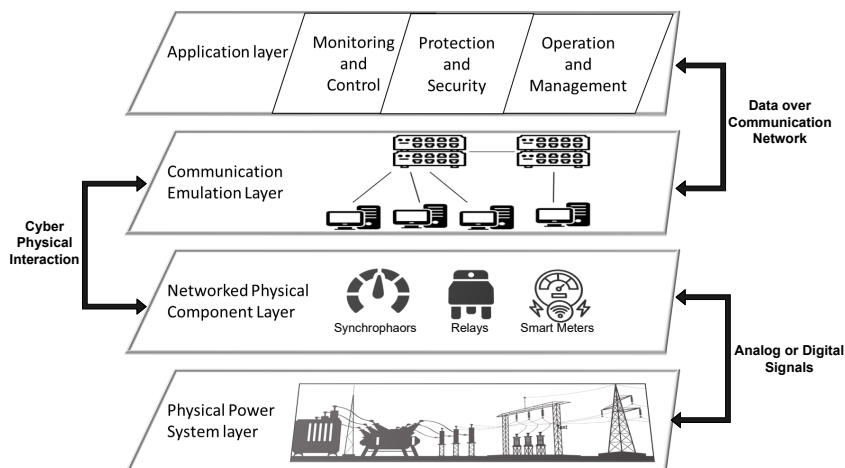 Application layer
Monitoring
and
Control
Protection
and
Security
Operation
and
Management
Data over
Communication
Network
Communication
Emulation Layer
Cyber
Physical
Interaction
Networked Physical
Component Layer
Synchrophaors
Relays
Smart Meters
Analog or Digital
Signals
Physical Power
System layer
Text